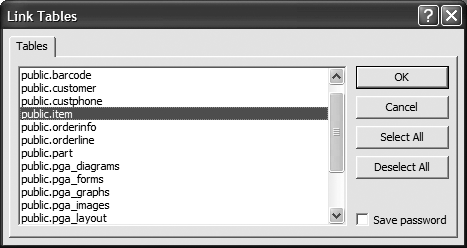 Link Tables
Tables
public.barcode
public.customer
public.custphone
public.item
public.orderinfo
public.orderline
public.part
public.pga_diagrams
public.pga_forms
public.pga_graphs
public.pga_images
public.pga_layout
OK
Cancel
Select All
Deselect All
Save password